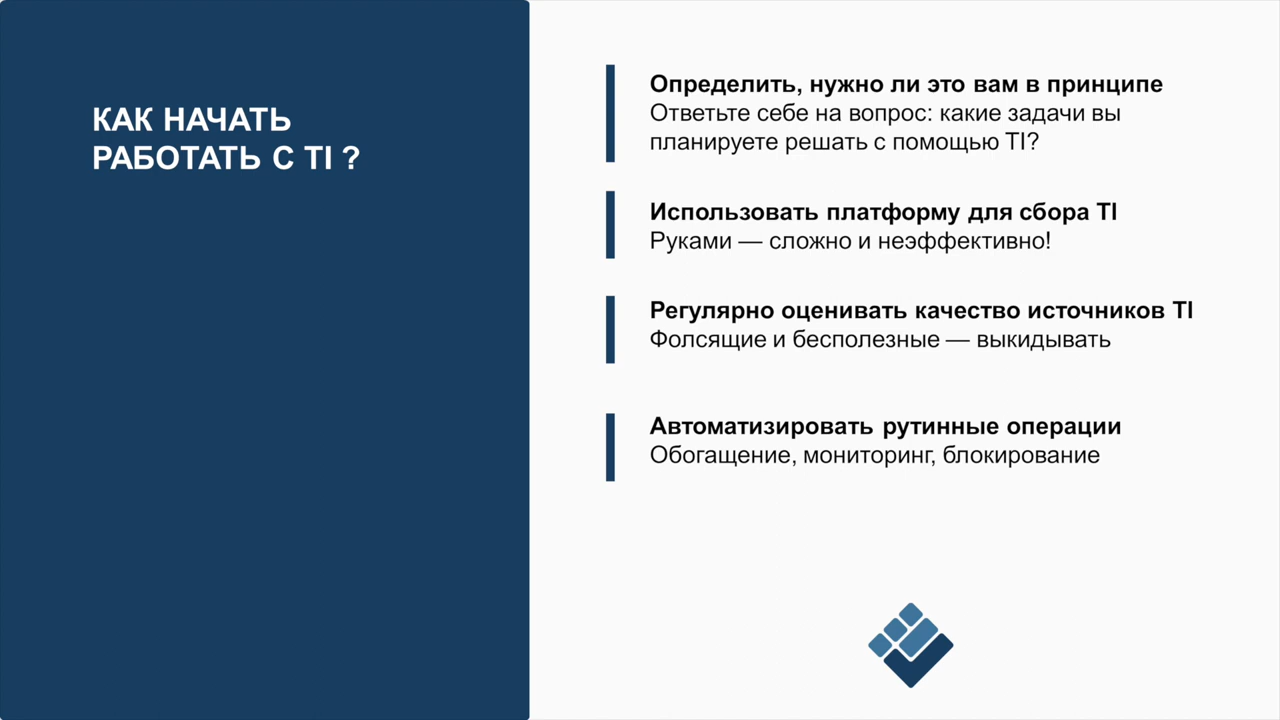 КАК НАЧАТЬ
РАБОТАТЬ С TI ?
Определить, нужно ли это вам в принципе
Ответьте себе на вопрос: какие задачи вы
планируете решать с помощью TI?
Использовать платформу для сбора TI
Руками — сложно и неэффективно!
Регулярно оценивать качество источников TI
Фолсящие и бесполезные — выкидывать
Автоматизировать рутинные операции
Обогащение, мониторинг, блокирование